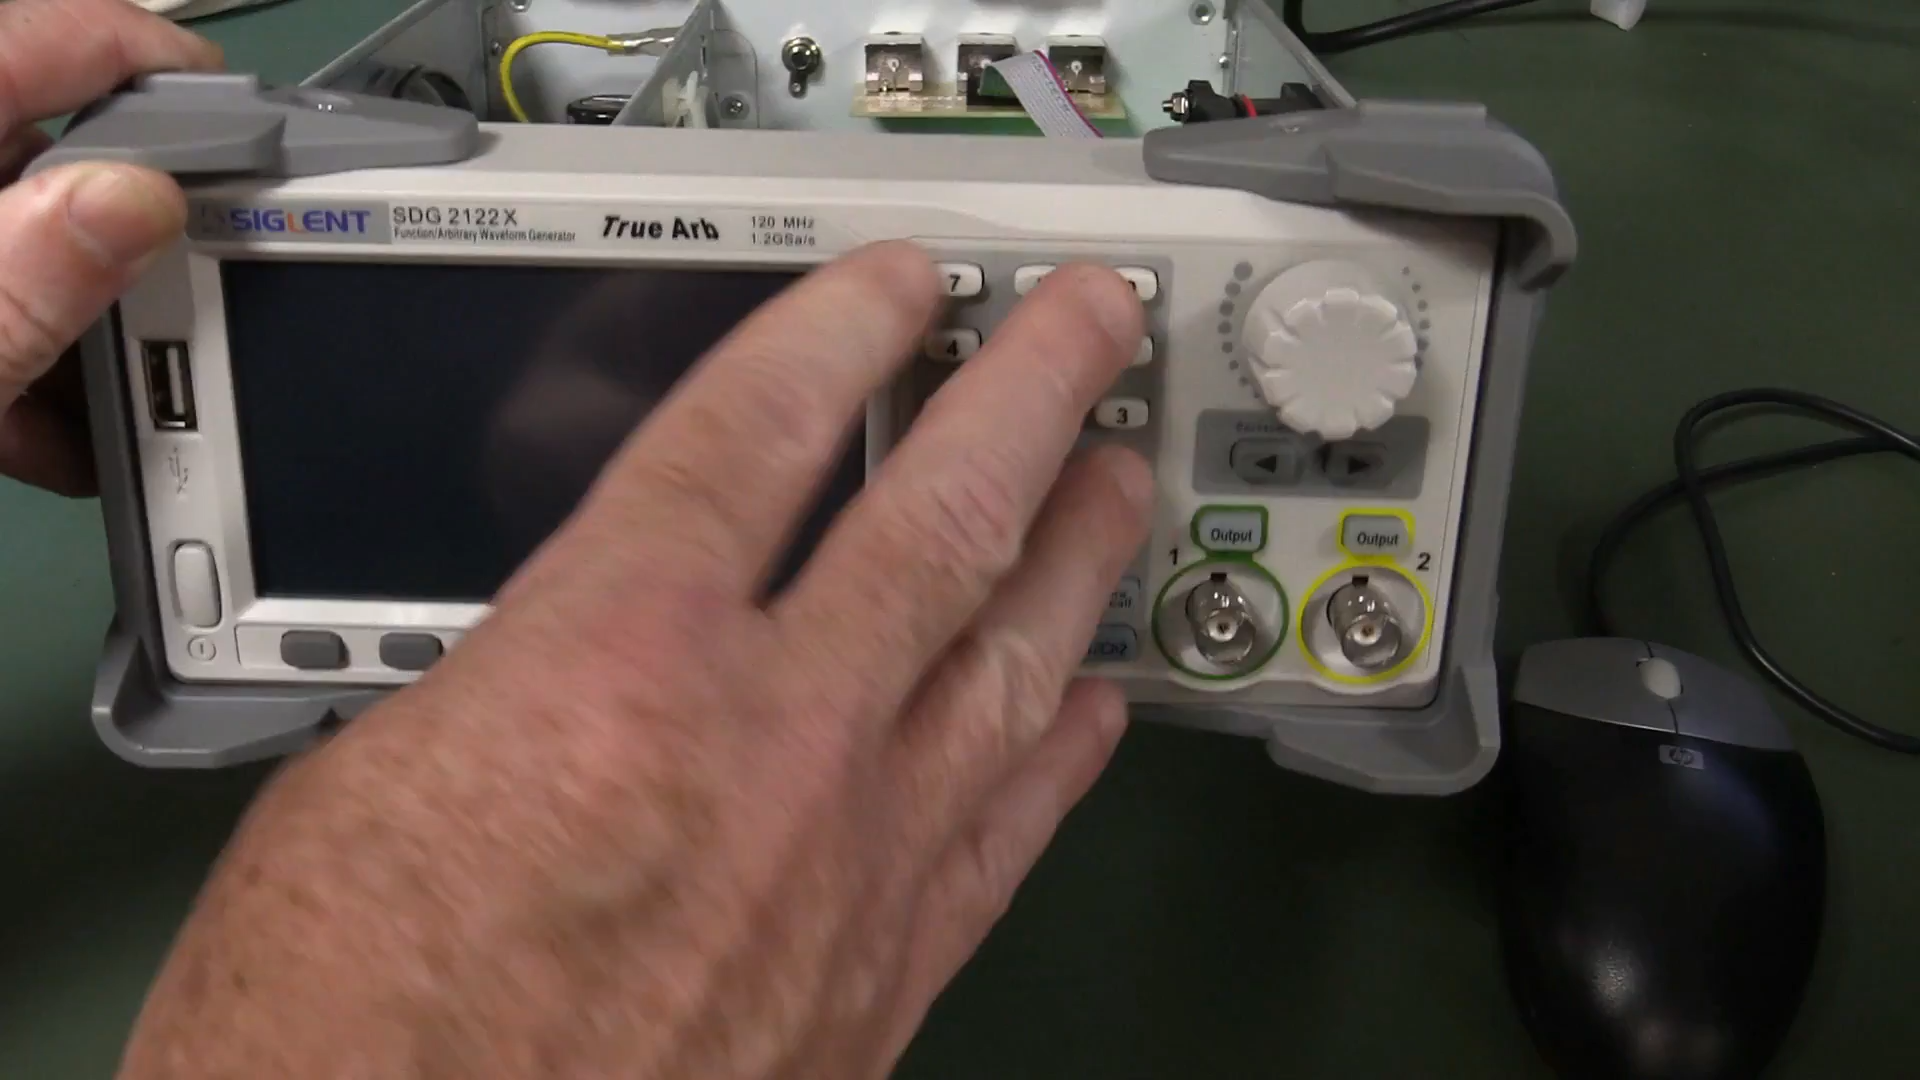 SIGLENT
SDG 2122X
Function/Arbitrary Waveform Generator
True Arb
120 MHz
1.2GSa/s
7
4
3
Output
Output
1
2
hp